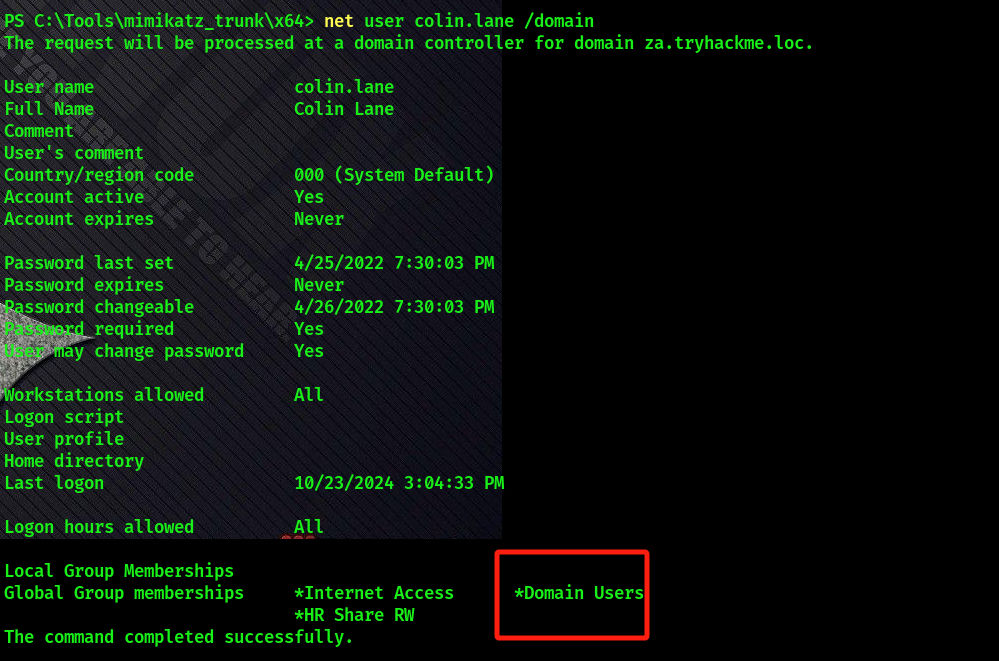 PS C:\Tools\mimikatz_trunk\x64> net user colin.lane /domain
The request will be processed at a domain controller for domain za.tryhackme.loc.
User name colin.lane
Full Name Colin Lane
Comment
User's comment
Country/region code 000 (System Default)
Account active Yes
Account expires Never
Password last set 4/25/2022 7:30:03 PM
Password expires Never
Password changeable 4/26/2022 7:30:03 PM
Password required Yes
User may change password Yes
Workstations allowed All
Logon script
User profile
Home directory
Last logon 10/23/2024 3:04:33 PM
Logon hours allowed All
Local Group Memberships
Global Group memberships *Internet Access *Domain Users
*HR Share RW
The command completed successfully.